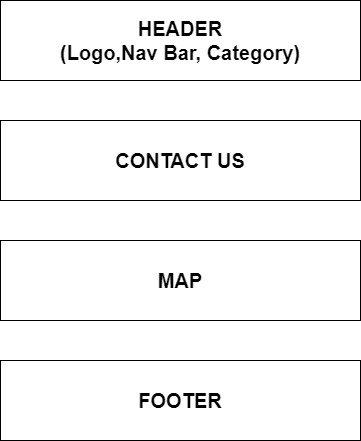 HEADER
(Logo,Nav Bar, Category)
CONTACT US
MAP
FOOTER